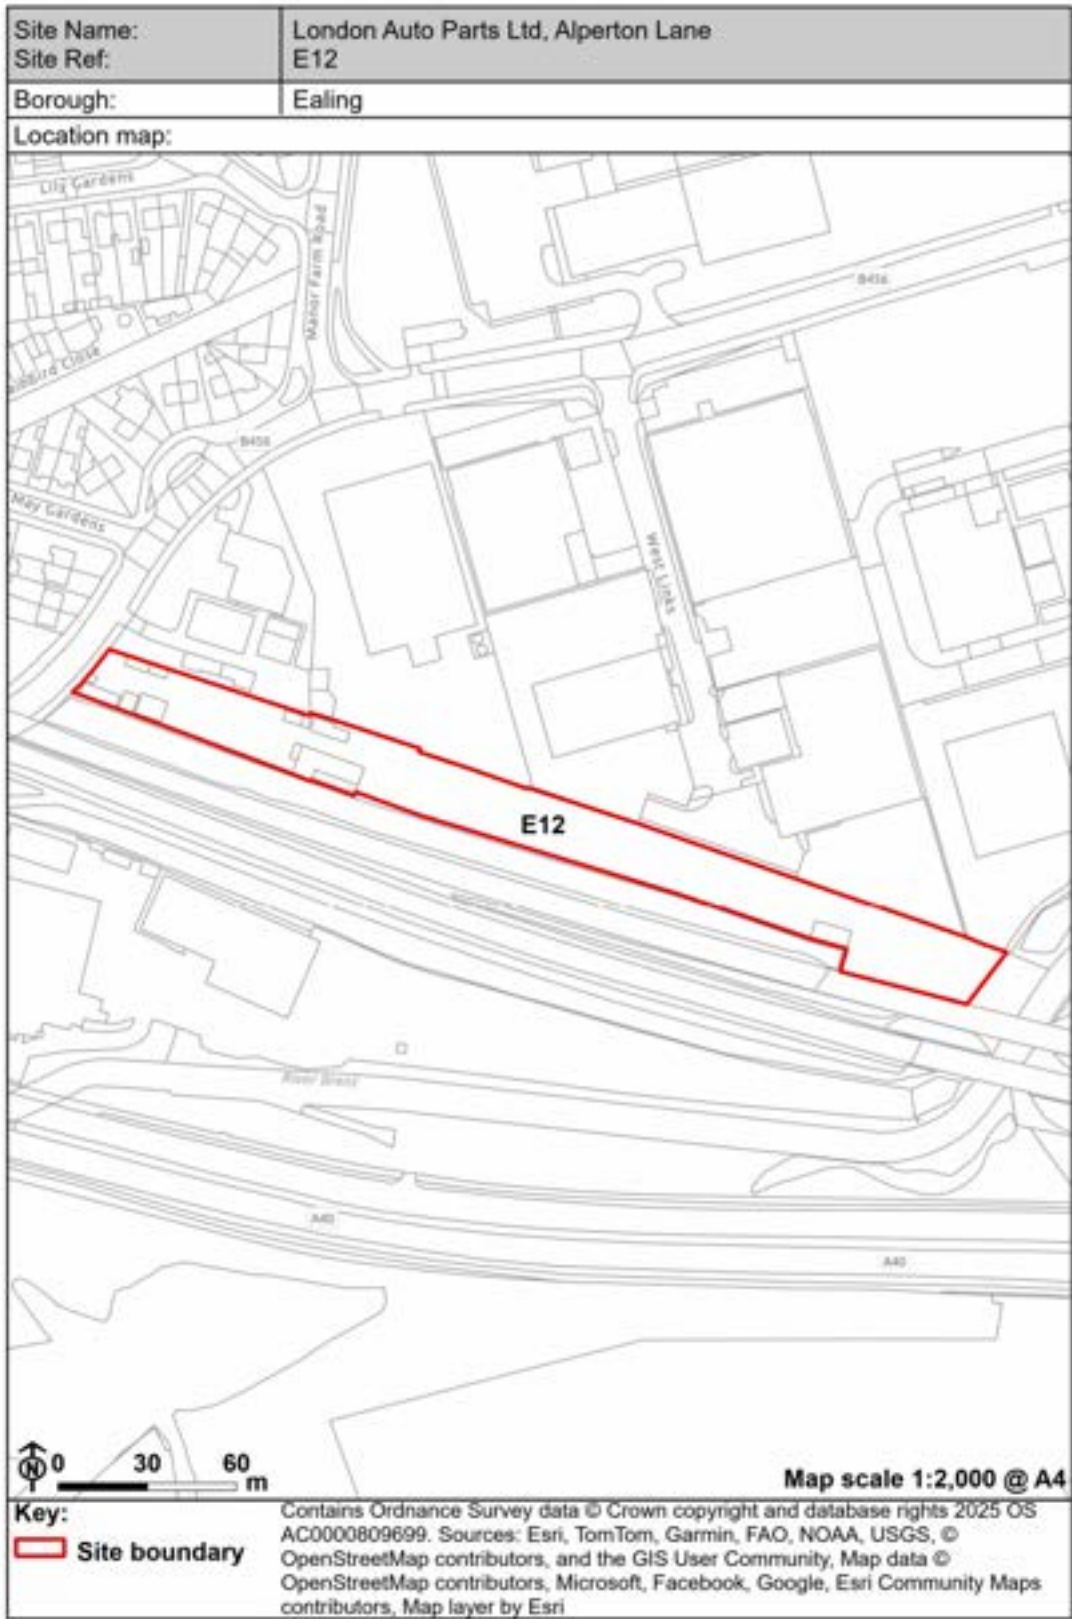 Site Name: London Auto Parts Ltd, Alperton Lane
Site Ref: E12
Borough: Ealing
Location map:
Lily Gardens
Manor Farm Road
B456
Close
B456
May Gardens
West Links
E12
River Brent
A40
A40
N 0 30 60 m
Map scale 1:2,000 @ A4
Key:
Site boundary
Contains Ordnance Survey data © Crown copyright and database rights 2025 OS
AC0000809699. Sources: Esri, TomTom, Garmin, FAO, NOAA, USGS, ©
OpenStreetMap contributors, and the GIS User Community, Map data ©
OpenStreetMap contributors, Microsoft, Facebook, Google, Esri Community Maps
contributors, Map layer by Esri